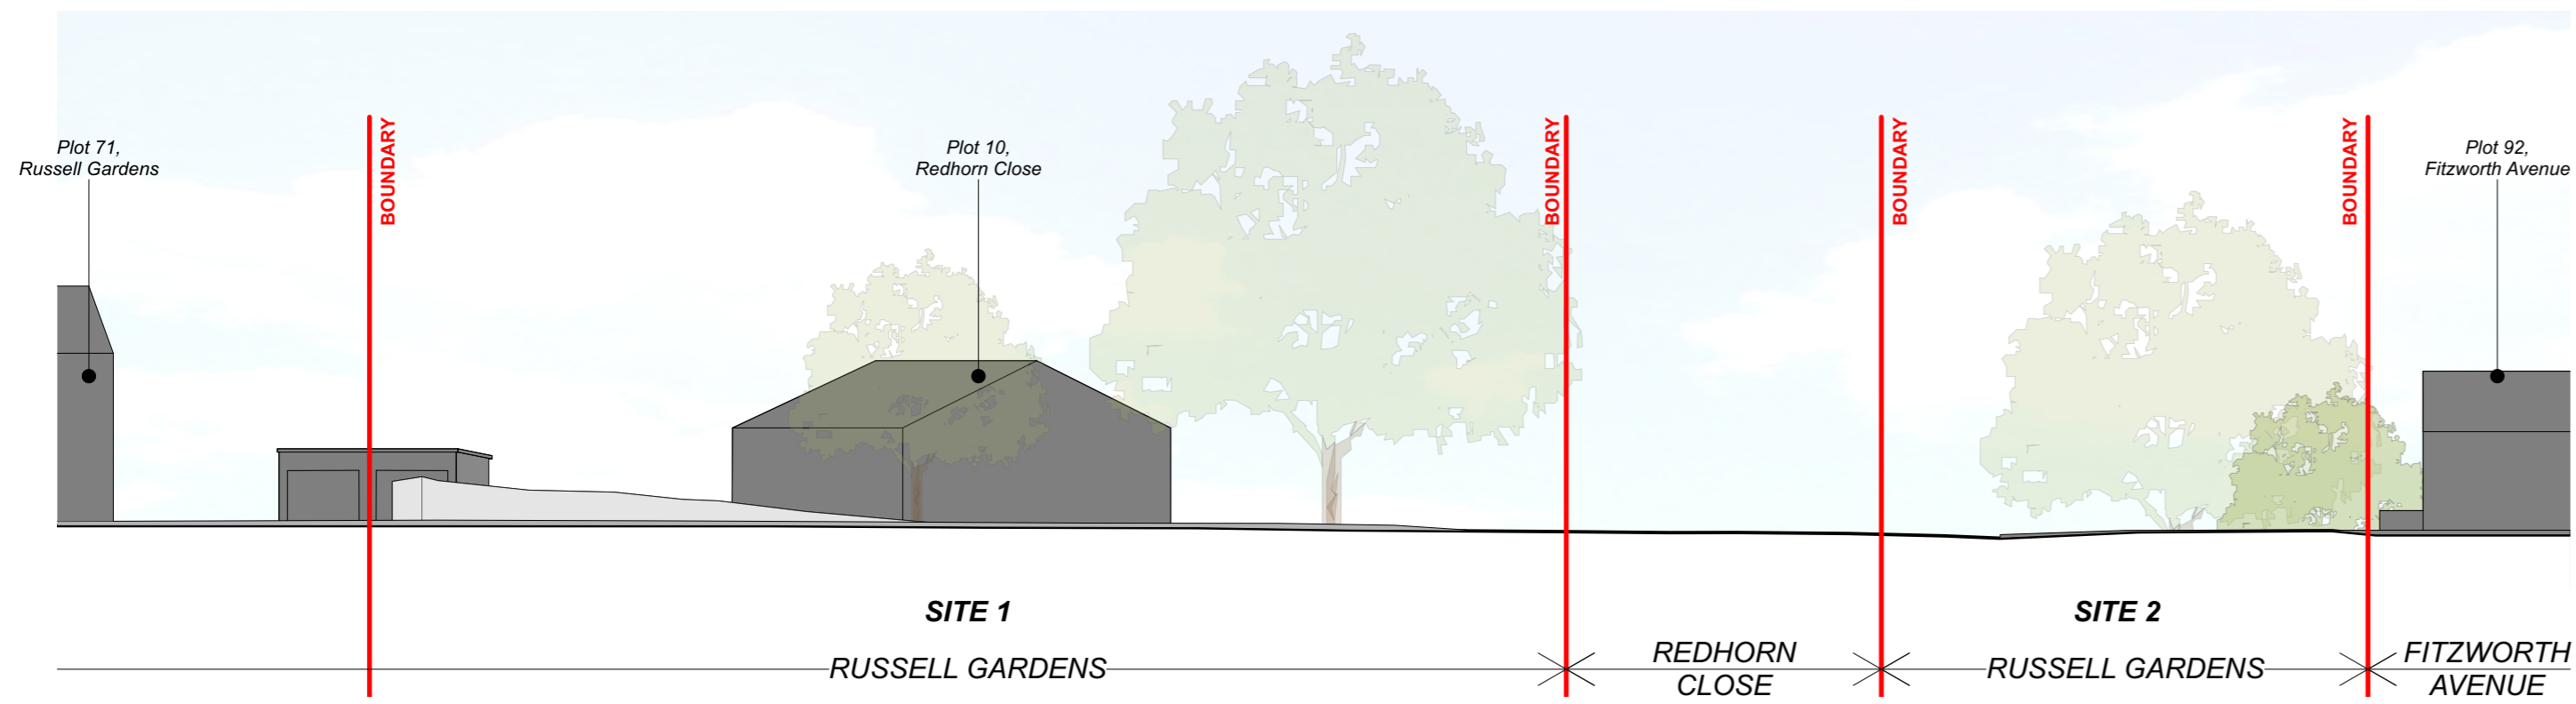 Plot 71,
Russell Gardens
BOUNDARY
Plot 10,
Redhorn Close
BOUNDARY
BOUNDARY
BOUNDARY
Plot 92,
Fitzworth Avenue
SITE 1
SITE 2
RUSSELL GARDENS
REDHORN
CLOSE
RUSSELL GARDENS
FITZWORTH
AVENUE